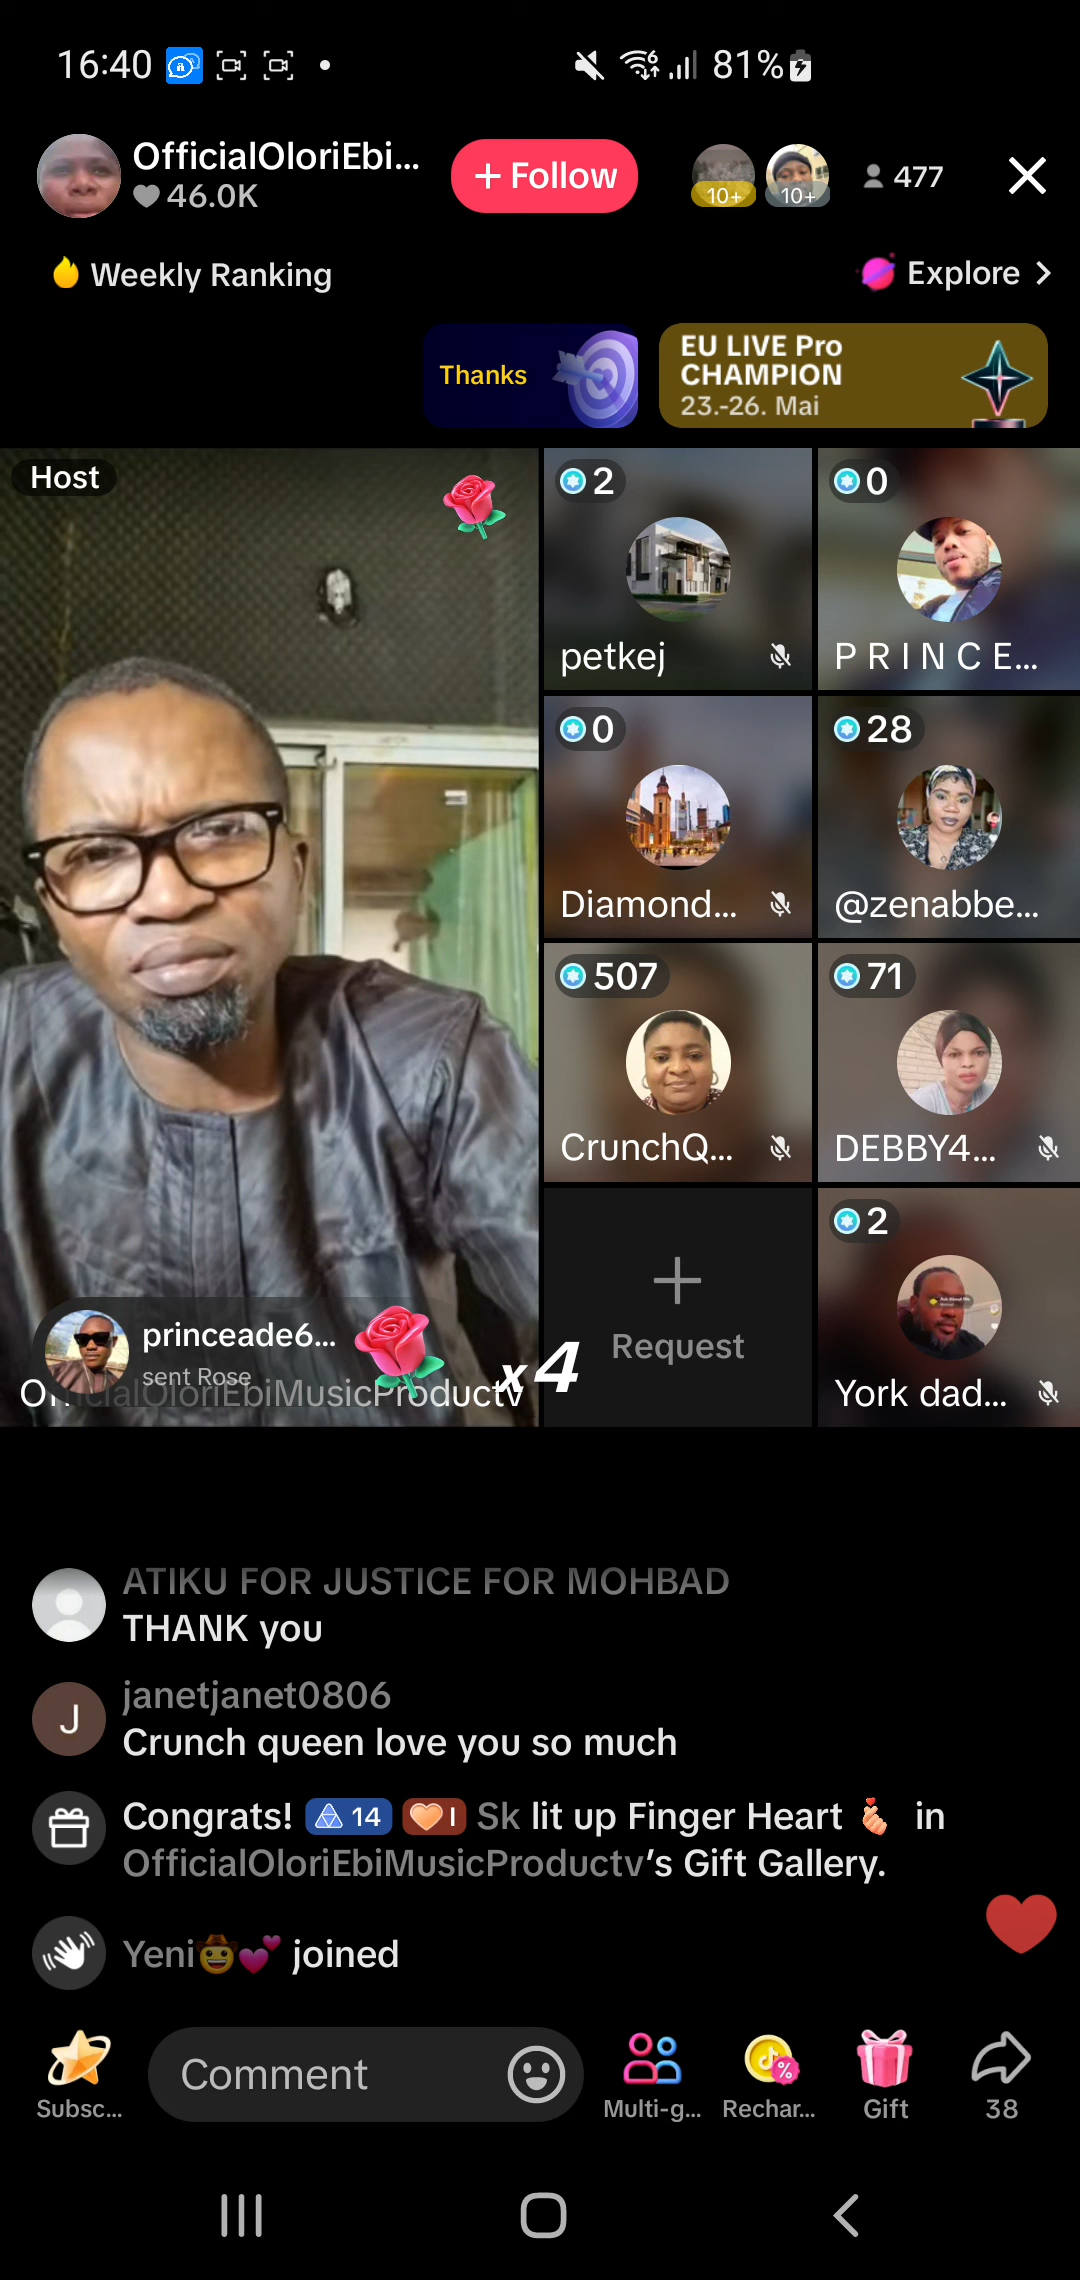 16:40
81%
OfficialOloriEbi...
46.0K
+ Follow
10+
10+
477
Weekly Ranking
Explore >
Thanks
EU LIVE Pro
CHAMPION
23.-26. Mai
Host
2
petkej
0
P R I N C E...
0
Diamond...
28
@zenabbe...
507
CrunchQ...
71
DEBBY4...
Request
2
York dad...
princeade6...
sent Rose
x4
OfficialOloriEbiMusicProductv
ATIKU FOR JUSTICE FOR MOHBAD
THANK you
J
janetjanet0806
Crunch queen love you so much
Congrats! 14 I Sk lit up Finger Heart 🫰 in
OfficialOloriEbiMusicProductv's Gift Gallery.
Yeni🤠💕 joined
Subsc...
Comment
Multi-g...
Rechar...
Gift
38